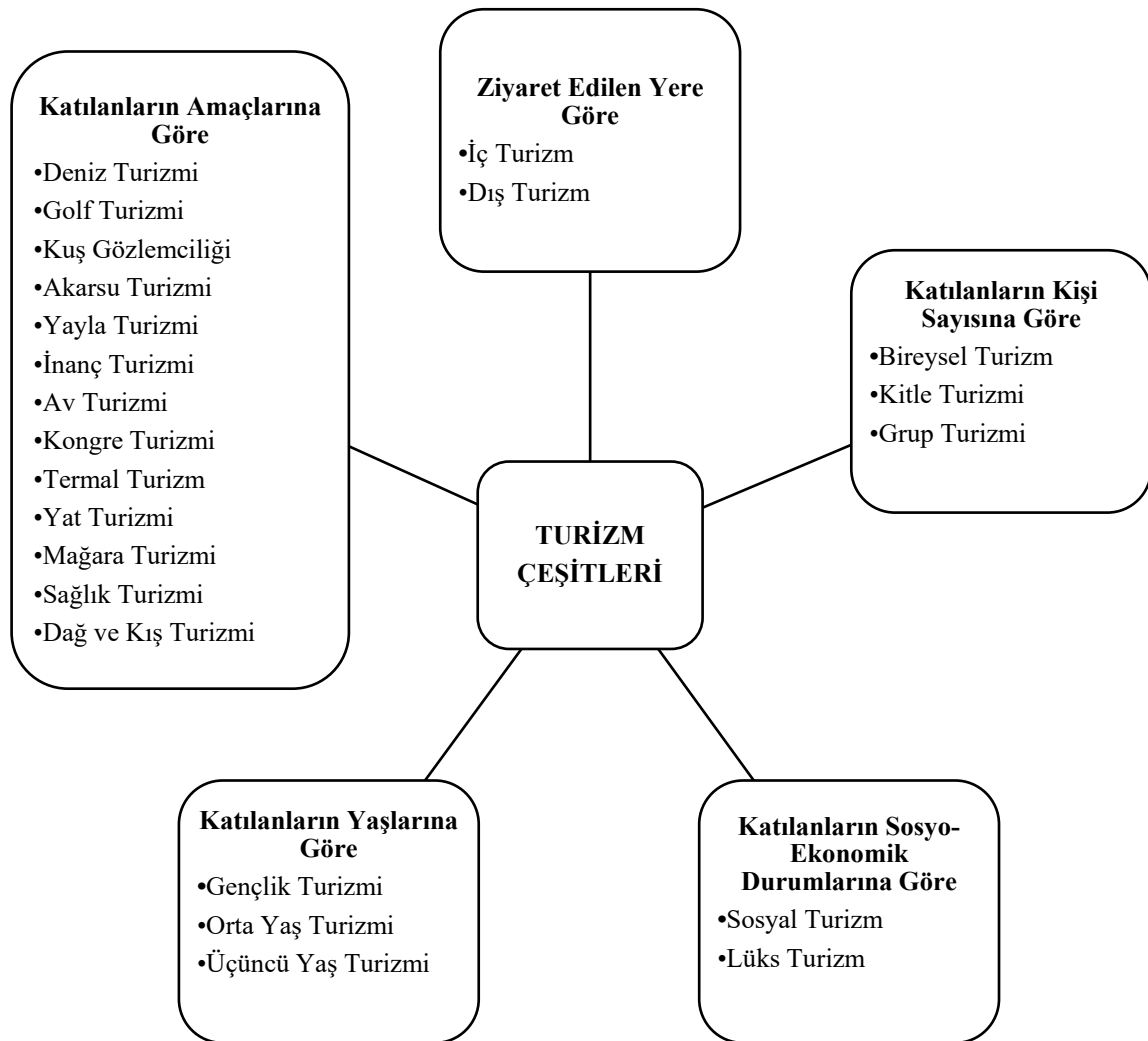 Katılanların Amaçlarına
Göre
•Deniz Turizmi
•Golf Turizmi
•Kuş Gözlemciliği
•Akarsu Turizmi
•Yayla Turizmi
•İnanç Turizmi
•Av Turizmi
•Kongre Turizmi
•Termal Turizm
•Yat Turizmi
•Mağara Turizmi
•Sağlık Turizmi
•Dağ ve Kış Turizmi
Ziyaret Edilen Yere
Göre
•İç Turizm
•Dış Turizm
Katılanların Kişi
Sayısına Göre
•Bireysel Turizm
•Kitle Turizmi
•Grup Turizmi
TURİZM
ÇEŞİTLERİ
Katılanların Yaşlarına
Göre
•Gençlik Turizmi
•Orta Yaş Turizmi
•Üçüncü Yaş Turizmi
Katılanların Sosyo-
Ekonomik
Durumlarına Göre
•Sosyal Turizm
•Lüks Turizm